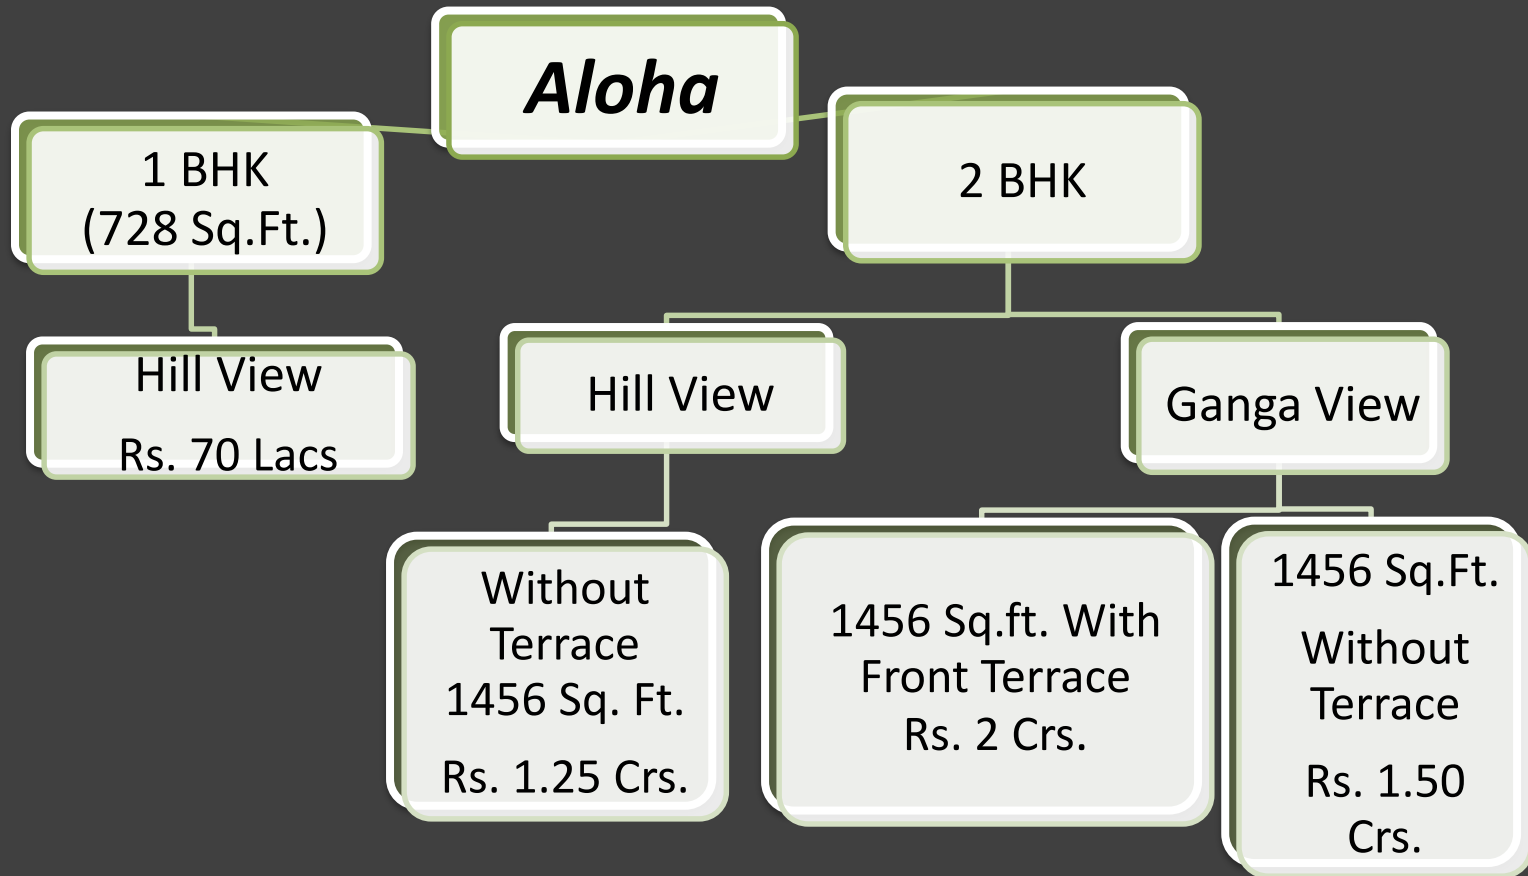 Aloha
1 BHK
(728 Sq.Ft.)
2 BHK
Hill View
Rs. 70 Lacs
Hill View
Ganga View
Without
Terrace
1456 Sq. Ft.
Rs. 1.25 Crs.
1456 Sq.ft. With
Front Terrace
Rs. 2 Crs.
1456 Sq.Ft.
Without
Terrace
Rs. 1.50
Crs.